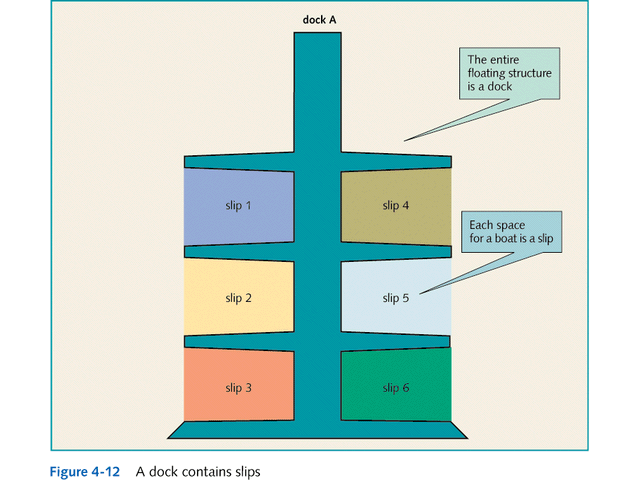 dock A
The entire
floating structure
is a dock
slip 1
slip 4
Each space
for a boat is a slip
slip 2
slip 5
slip 3
slip 6
Figure 4-12 A dock contains slips